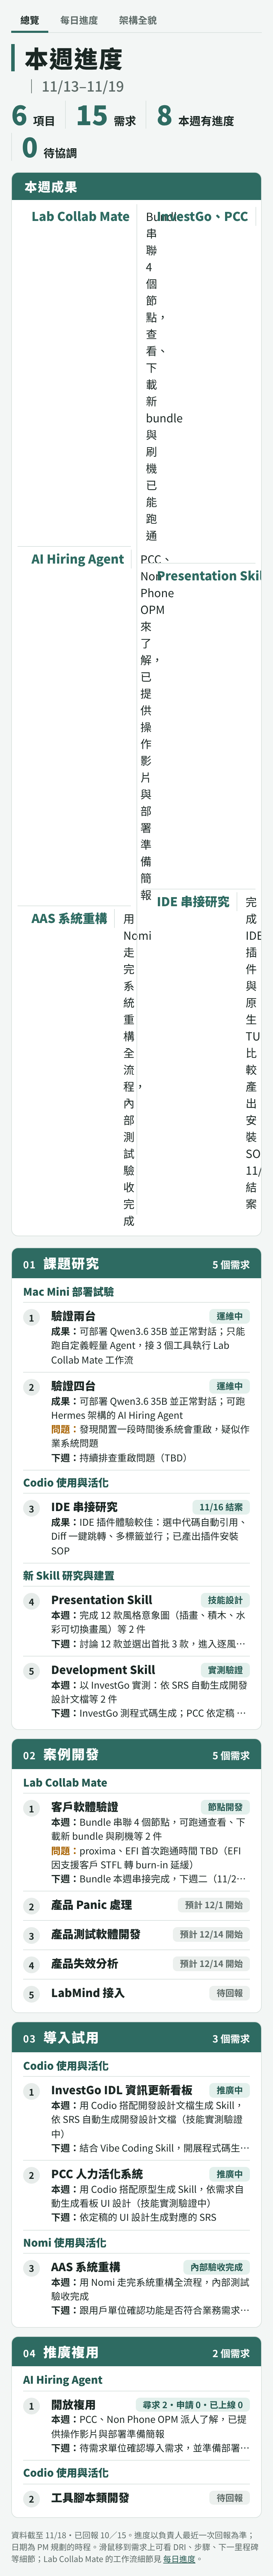 總覽 每日進度 架構全貌
本週進度
11/13–11/19
6 項目 15 需求 8 本週有進度
0 待協調
本週成果
Lab Collab Mate
串
聯
4
個
節
點，
查
看、
下
載
新
bundle
與
刷
機
已
能
跑
通
InvestGo、PCC
AI Hiring Agent
PCC、
Non
Phone
OPM
來
了
解，
已
提
供
操
作
影
片
與
部
署
準
備
簡
報
Presentation Skil
AAS 系統重構
用
Nomi
走
完
系
統
重
構
全
流
程，
內
部
測
試
驗
收
完
成
IDE 串接研究
完
成
IDE
插
件
與
原
生
TU
比
較
產
出
安
裝
SO
11/
結
案
01 課題研究 5 個需求
Mac Mini 部署試驗
1 驗證兩台 運維中
成果：可部署 Qwen3.6 35B 並正常對話；只能
跑自定義輕量 Agent，接 3 個工具執行 Lab
Collab Mate 工作流
2 驗證四台 運維中
成果：可部署 Qwen3.6 35B 並正常對話；可跑
Hermes 架構的 AI Hiring Agent
問題：發現閒置一段時間後系統會重啟，疑似作
業系統問題
下週：持續排查重啟問題（TBD）
Codio 使用與活化
3 IDE 串接研究 11/16 結案
成果：IDE 插件體驗較佳：選中代碼自動引用、
Diff 一鍵跳轉、多標籤並行；已產出插件安裝
SOP
新 Skill 研究與建置
4 Presentation Skill 技能設計
本週：完成 12 款風格意象圖（插畫、積木、水
彩可切換畫風）等 2 件
下週：討論 12 款並選出首批 3 款，進入逐風…
5 Development Skill 實測驗證
本週：以 InvestGo 實測：依 SRS 自動生成開發
設計文檔等 2 件
下週：InvestGo 測程式碼生成；PCC 依定稿 …
02 案例開發 5 個需求
Lab Collab Mate
1 客戶軟體驗證 節點開發
本週：Bundle 串聯 4 個節點，可跑通查看、下
載新 bundle 與刷機等 2 件
問題：proxima、EFI 首次跑通時間 TBD（EFI
因支援客戶 STFL 轉 burn-in 延緩）
下週：Bundle 本週串接完成，下週二（11/2…
2 產品 Panic 處理 預計 12/1 開始
3 產品測試軟體開發 預計 12/14 開始
4 產品失效分析 預計 12/14 開始
5 LabMind 接入 待回報
03 導入試用 3 個需求
Codio 使用與活化
1 InvestGo IDL 資訊更新看板 推廣中
本週：用 Codio 搭配開發設計文檔生成 Skill，
依 SRS 自動生成開發設計文檔（技能實測驗證
中）
下週：結合 Vibe Coding Skill，開展程式碼生…
2 PCC 人力活化系統 推廣中
本週：用 Codio 搭配原型生成 Skill，依需求自
動生成看板 UI 設計（技能實測驗證中）
下週：依定稿的 UI 設計生成對應的 SRS
Nomi 使用與活化
3 AAS 系統重構 內部驗收完成
本週：用 Nomi 走完系統重構全流程，內部測試
驗收完成
下週：跟用戶單位確認功能是否符合業務需求…
04 推廣複用 2 個需求
AI Hiring Agent
1 開放複用 尋求 2・申請 0・已上線 0
本週：PCC、Non Phone OPM 派人了解，已提
供操作影片與部署準備簡報
下週：待需求單位確認導入需求，並準備部署…
Codio 使用與活化
2 工具腳本類開發 待回報
資料截至 11/18・已回報 10／15。進度以負責人最近一次回報為準；
日期為 PM 規劃的時程。滑鼠移到需求上可看 DRI、步驟、下一里程碑
等細節；Lab Collab Mate 的工作流細節見 每日進度。